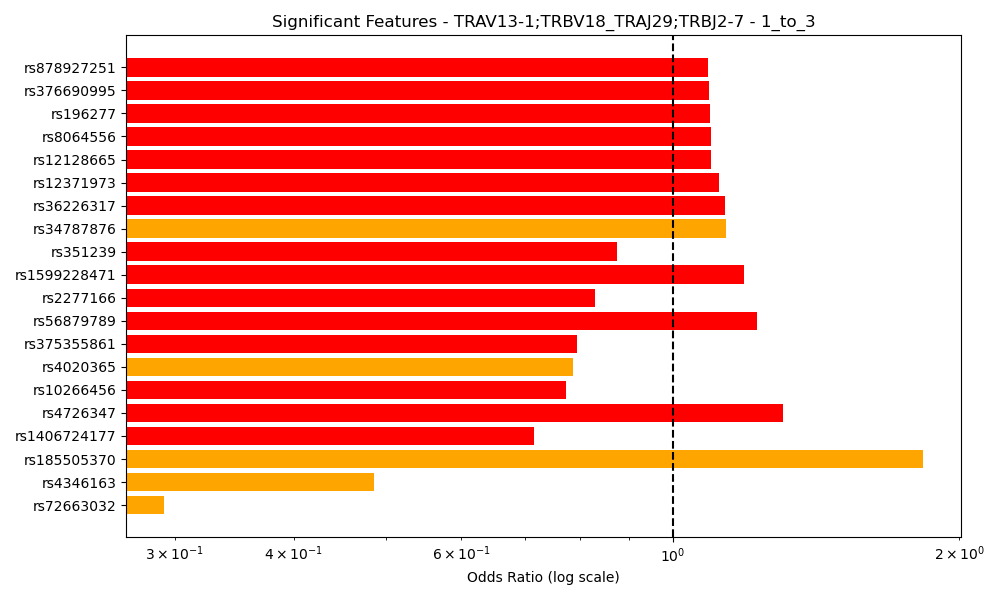 Significant Features - TRAV13-1;TRBV18_TRAJ29;TRBJ2-7 - 1_to_3
rs878927251
rs376690995
rs196277
rs8064556
rs12128665
rs12371973
rs36226317
rs34787876
rs351239
rs1599228471
rs2277166
rs56879789
rs375355861
rs4020365
rs10266456
rs4726347
rs1406724177
rs185505370
rs4346163
rs72663032
3 × 10⁻¹ 4 × 10⁻¹ 6 × 10⁻¹ 10⁰ 2 × 10⁰
Odds Ratio (log scale)